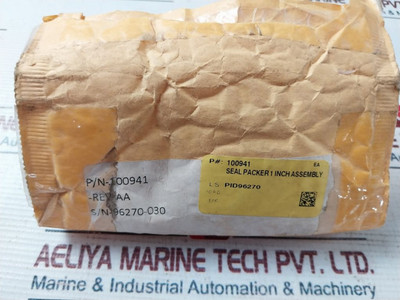 P#: 100941 EA
SEAL PACKER 1 INCH ASSEMBLY
PID96270
P/N-100941
-REV-AA
S/N-96270-030
AELIYA MARINE TECH PVT. LTD.
Marine & Industrial Automation & Machinery